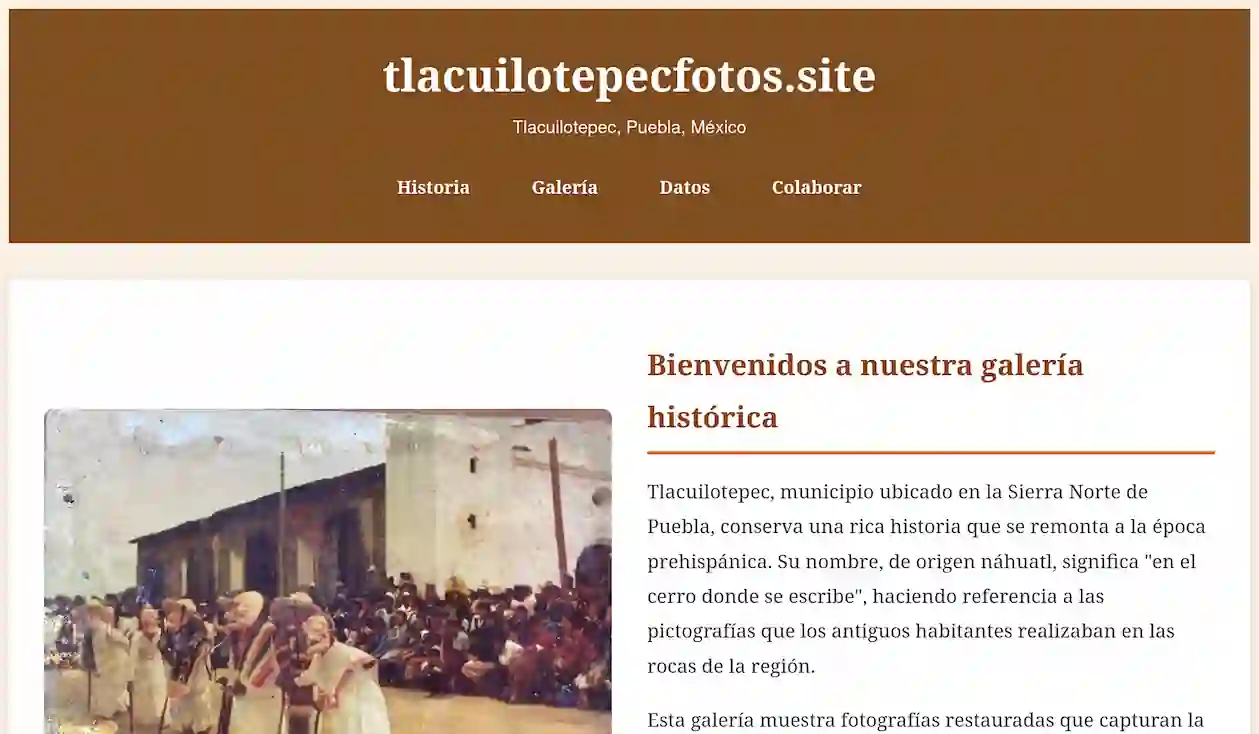 tlacuilotepecfotos.site
Tlacuilotepec, Puebla, México
Historia Galería Datos Colaborar
Bienvenidos a nuestra galería
histórica
Tlacuilotepec, municipio ubicado en la Sierra Norte de
Puebla, conserva una rica historia que se remonta a la época
prehispánica. Su nombre, de origen náhuatl, significa "en el
cerro donde se escribe", haciendo referencia a las
pictografías que los antiguos habitantes realizaban en las
rocas de la región.
Esta galería muestra fotografías restauradas que capturan la